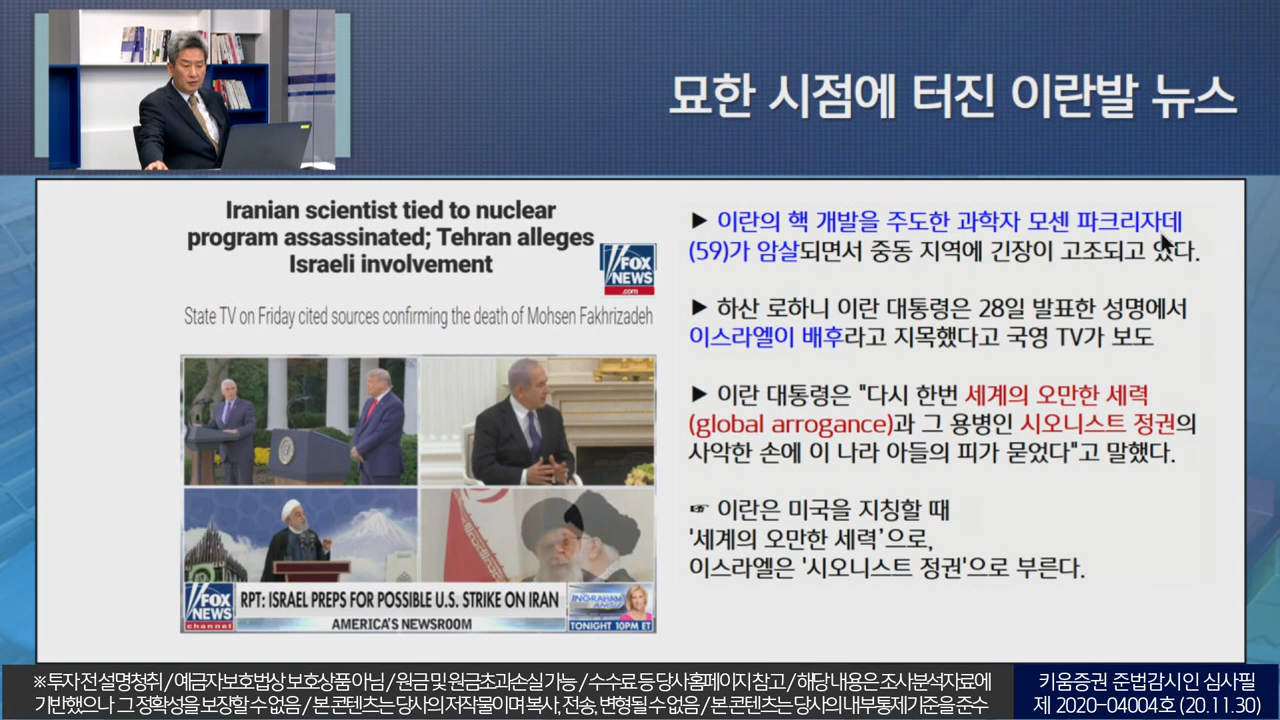 묘한 시점에 터진 이란발 뉴스
Iranian scientist tied to nuclear
program assassinated; Tehran alleges
Israeli involvement
FOX
NEWS
.com
State TV on Friday cited sources confirming the death of Mohsen Fakhrizadeh
FOX
NEWS
channel
RPT: ISRAEL PREPS FOR POSSIBLE U.S. STRIKE ON IRAN
AMERICA'S NEWSROOM
INGRAHAM
ANGLE
TONIGHT 10PM ET
▶ 이란의 핵 개발을 주도한 과학자 모센 파크리자데
(59)가 암살되면서 중동 지역에 긴장이 고조되고 있다.
▶ 하산 로하니 이란 대통령은 28일 발표한 성명에서
이스라엘이 배후라고 지목했다고 국영 TV가 보도
▶ 이란 대통령은 "다시 한번 세계의 오만한 세력
(global arrogance)과 그 용병인 시오니스트 정권의
사악한 손에 이 나라 아들의 피가 묻었다"고 말했다.
☞ 이란은 미국을 지칭할 때
'세계의 오만한 세력'으로,
이스라엘은 '시오니스트 정권'으로 부른다.
※ 투자 전 설명청취 / 예금자보호법상 보호상품 아님 / 원금 및 원금초과손실 가능 / 수수료 등 당사홈페이지 참고 / 해당 내용은 조사분석자료에
기반했으나 그 정확성을 보장할 수 없음 / 본 콘텐츠는 당사의 저작물이며 복사, 전송, 변형될 수 없음 / 본 콘텐츠는 당사의 내부통제기준을 준수
키움증권 준법감시인 심사필
제 2020-04004호 (20.11.30)